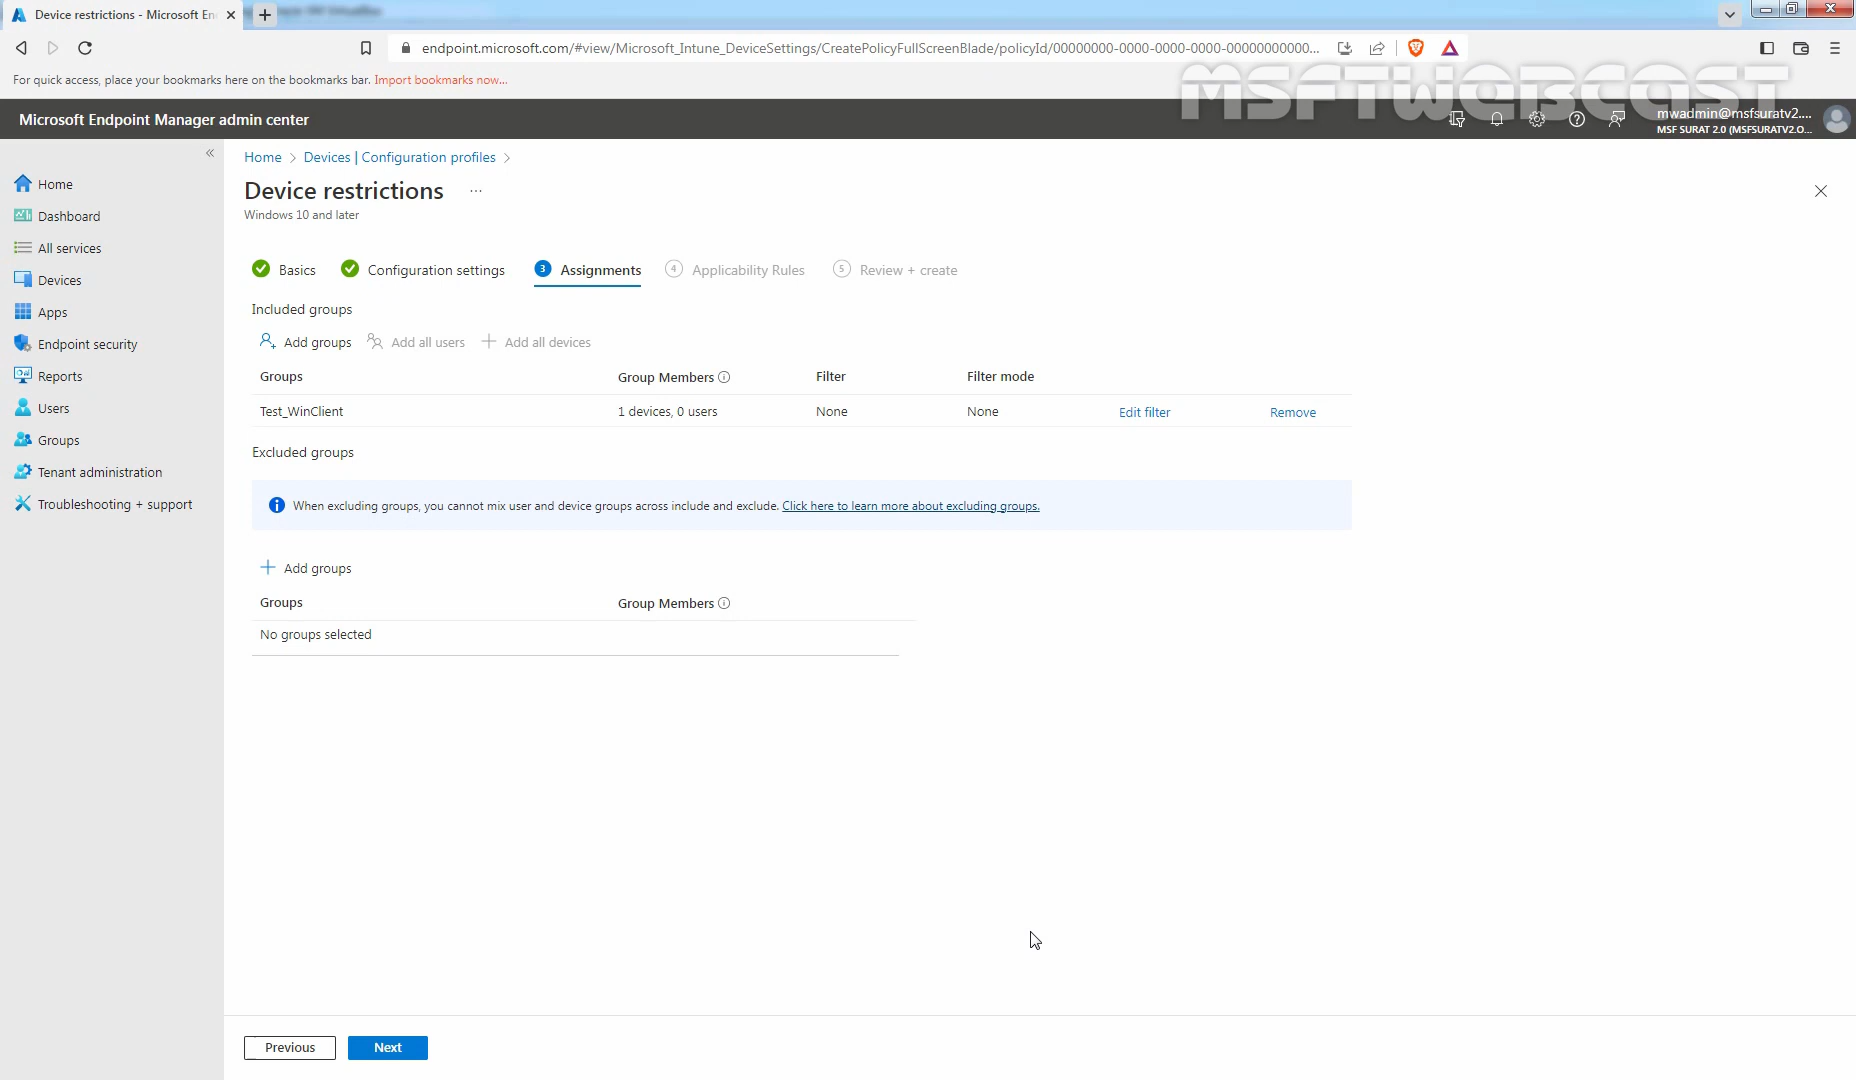 Device restrictions - Microsoft En
endpoint.microsoft.com/#view/Microsoft_Intune_DeviceSettings/CreatePolicyFullScreenBlade/policyId/00000000-0000-0000-0000-00000000000...
For quick access, place your bookmarks here on the bookmarks bar. Import bookmarks now...
MSFTWEBCAST
Microsoft Endpoint Manager admin center
mwadmin@msfsuratv2....
MSF SURAT 2.0 (MSFSURATV2.O...
Home
Dashboard
All services
Devices
Apps
Endpoint security
Reports
Users
Groups
Tenant administration
Troubleshooting + support
Home > Devices | Configuration profiles >
Device restrictions ...
Windows 10 and later
Basics
Configuration settings
3 Assignments
4 Applicability Rules
5 Review + create
Included groups
Add groups
Add all users
Add all devices
Groups Group Members Filter Filter mode
Test_WinClient 1 devices, 0 users None None Edit filter Remove
Excluded groups
When excluding groups, you cannot mix user and device groups across include and exclude. Click here to learn more about excluding groups.
Add groups
Groups Group Members
No groups selected
Previous
Next